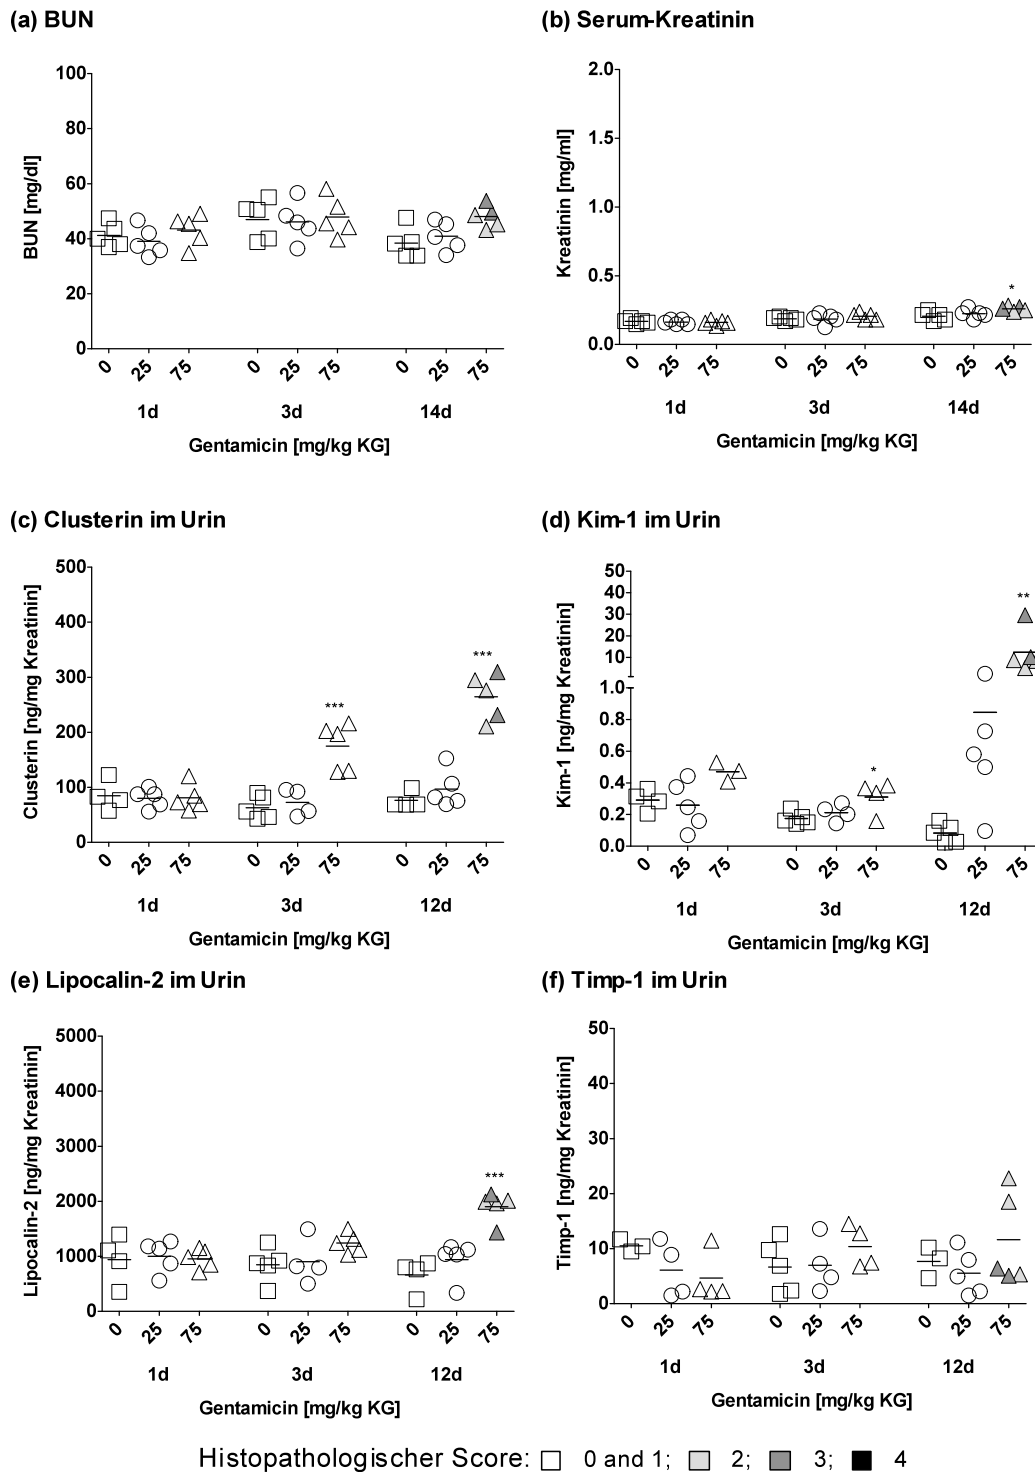 (a) BUN
100
80
60
40
20
0
BUN [mg/dl]
0 25 75 0 25 75 0 25 75
1d 3d 14d
Gentamicin [mg/kg KG]
(b) Serum-Kreatinin
2.0
1.5
1.0
0.5
0.0
Kreatinin [mg/ml]
*
0 25 75 0 25 75 0 25 75
1d 3d 14d
Gentamicin [mg/kg KG]
(c) Clusterin im Urin
500
400
300
200
100
0
Clusterin [ng/mg Kreatinin]
***
***
0 25 75 0 25 75 0 25 75
1d 3d 12d
Gentamicin [mg/kg KG]
(d) Kim-1 im Urin
50
40
30
20
10
1.0
0.8
0.6
0.4
0.2
0.0
Kim-1 [ng/mg Kreatinin]
*
**
0 25 75 0 25 75 0 25 75
1d 3d 12d
Gentamicin [mg/kg KG]
(e) Lipocalin-2 im Urin
5000
4000
3000
2000
1000
0
Lipocalin-2 [ng/mg Kreatinin]
***
0 25 75 0 25 75 0 25 75
1d 3d 12d
Gentamicin [mg/kg KG]
(f) Timp-1 im Urin
50
40
30
20
10
0
Timp-1 [ng/mg Kreatinin]
0 25 75 0 25 75 0 25 75
1d 3d 12d
Gentamicin [mg/kg KG]
Histopathologischer Score: 0 and 1; 2; 3; 4